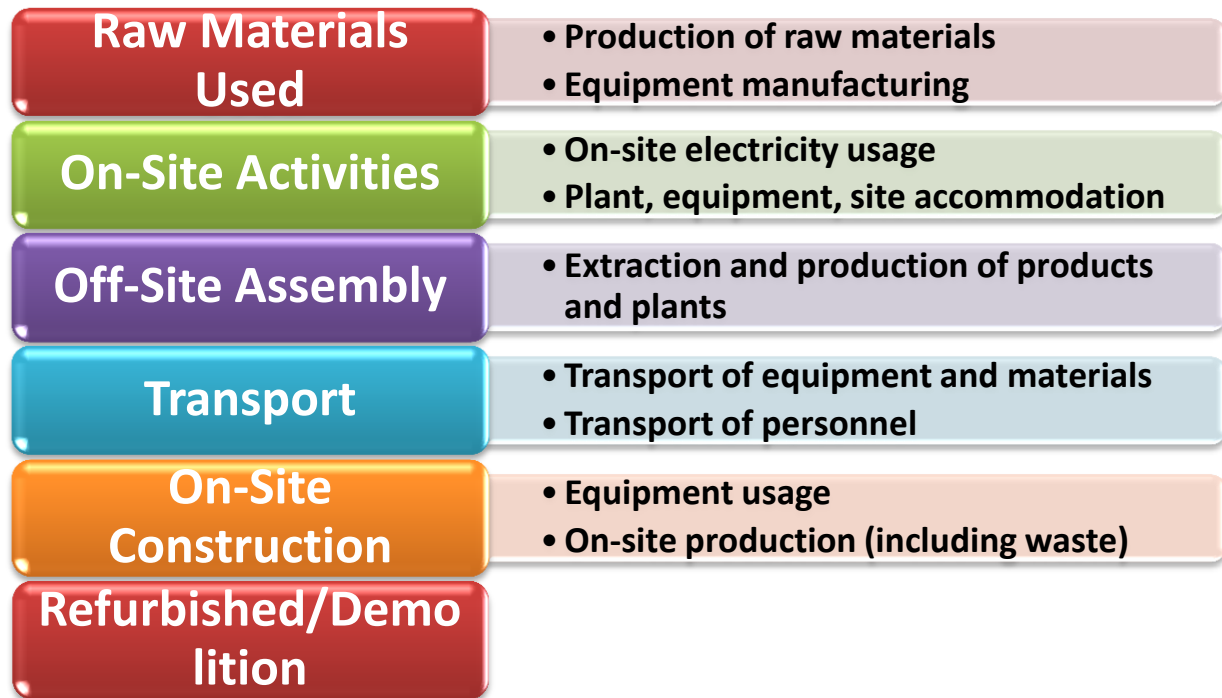 Raw Materials
Used
• Production of raw materials
• Equipment manufacturing
On-Site Activities
• On-site electricity usage
• Plant, equipment, site accommodation
Off-Site Assembly
• Extraction and production of products
and plants
Transport
• Transport of equipment and materials
• Transport of personnel
On-Site
Construction
• Equipment usage
• On-site production (including waste)
Refurbished/Demo
lition